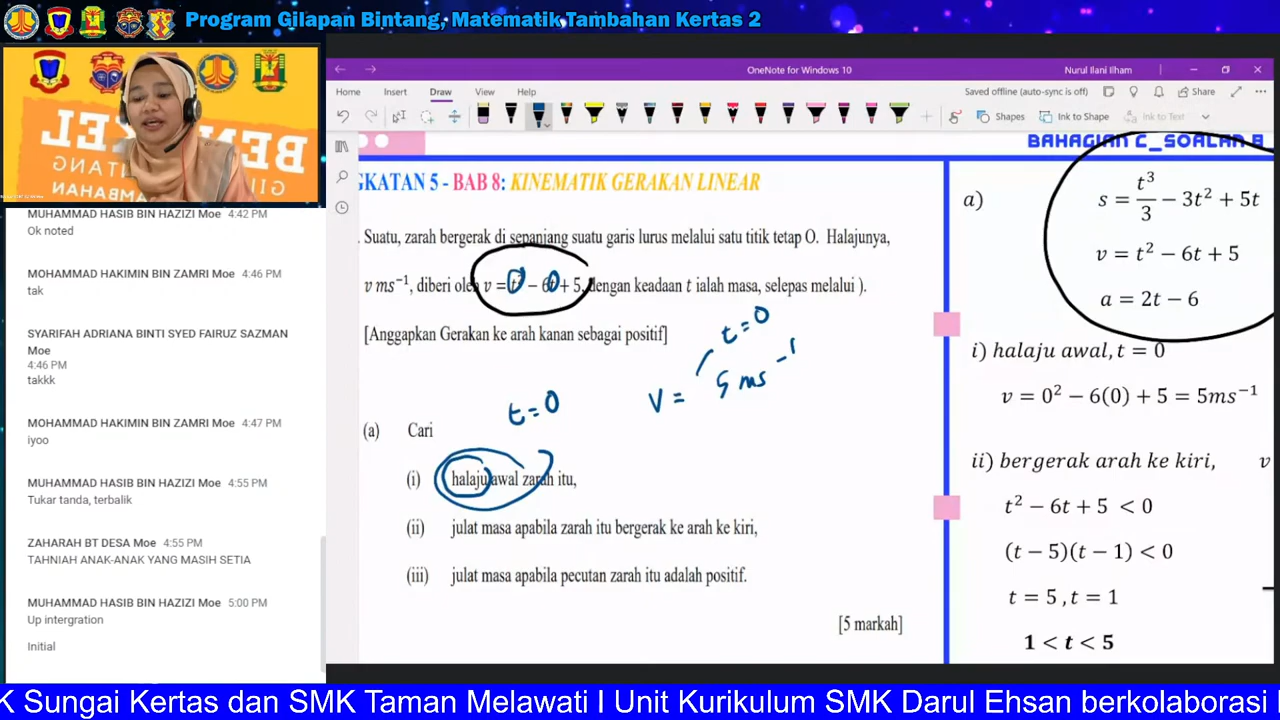 Program Gilapan Bintang, Matematik Tambahan Kertas 2
OneNote for Windows 10
Nurul Ilani Ilham
Home Insert Draw View Help
Saved offline (auto-sync is off)
Share
Shapes
Ink to Shape
Ink to Text
MUHAMMAD HASIB BIN HAZIZI Moe 4:42 PM
Ok noted
MOHAMAD HAKIMIN BIN ZAMRI Moe 4:46 PM
tak
SYARIFAH ADRIANA BINTI SYED FAIRUZ SAZMAN
Moe
4:46 PM
takkk
MOHAMAD HAKIMIN BIN ZAMRI Moe 4:47 PM
iyoo
MUHAMMAD HASIB BIN HAZIZI Moe 4:55 PM
Tukar tanda, terbalik
ZAHARAH BT DESA Moe 4:55 PM
TAHNIAH ANAK-ANAK YANG MASIH SETIA
MUHAMMAD HASIB BIN HAZIZI Moe 5:00 PM
Up intergration
Initial
GKATAN 5 - BAB 8: KINEMATIK GERAKAN LINEAR
. Suatu, zarah bergerak di sepanjang suatu garis lurus melalui satu titik tetap O. Halajunya,
v ms⁻¹, diberi oleh v = t² − 6t + 5, dengan keadaan t ialah masa, selepas melalui ).
0 0
[Anggapkan Gerakan ke arah kanan sebagai positif]
t = 0
v = 5 ms⁻¹
t = 0
(a) Cari
(i) halaju awal zarah itu,
(ii) julat masa apabila zarah itu bergerak ke arah ke kiri,
(iii) julat masa apabila pecutan zarah itu adalah positif.
[5 markah]
BAHAGIAN C_SOALAN
a) s = t³/3 − 3t² + 5t
v = t² − 6t + 5
a = 2t − 6
i) halaju awal, t = 0
v = 0² − 6(0) + 5 = 5ms⁻¹
ii) bergerak arah ke kiri, v
t² − 6t + 5 < 0
(t − 5)(t − 1) < 0
t = 5 , t = 1
1 < t < 5
K Sungai Kertas dan SMK Taman Melawati I Unit Kurikulum SMK Darul Ehsan berkolaborasi